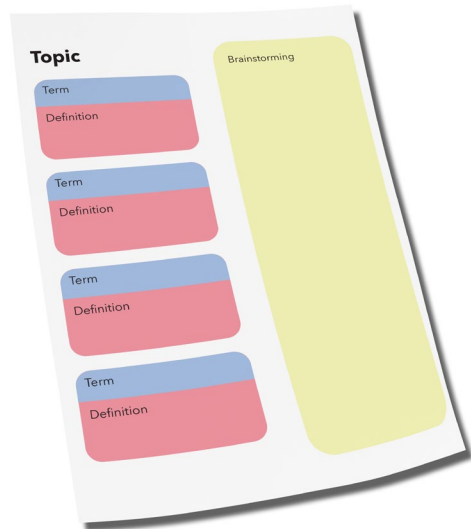 Topic
Term
Definition
Term
Definition
Term
Definition
Term
Definition
Brainstorming